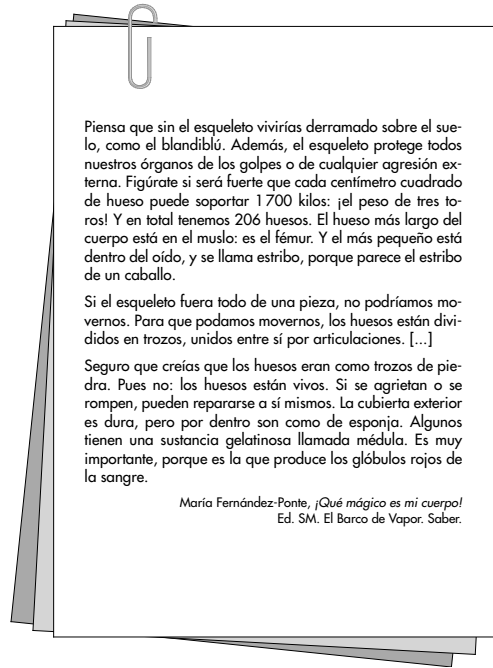 Piensa que sin el esqueleto vivirías derramado sobre el sue-
lo, como el blandiblú. Además, el esqueleto protege todos
nuestros órganos de los golpes o de cualquier agresión ex-
terna. Figúrate si será fuerte que cada centímetro cuadrado
de hueso puede soportar 1 700 kilos: ¡el peso de tres to-
ros! Y en total tenemos 206 huesos. El hueso más largo del
cuerpo está en el muslo: es el fémur. Y el más pequeño está
dentro del oído, y se llama estribo, porque parece el estribo
de un caballo.
Si el esqueleto fuera todo de una pieza, no podríamos mo-
vernos. Para que podamos movernos, los huesos están divi-
didos en trozos, unidos entre sí por articulaciones. [...]
Seguro que creías que los huesos eran como trozos de pie-
dra. Pues no: los huesos están vivos. Si se agrietan o se
rompen, pueden repararse a sí mismos. La cubierta exterior
es dura, pero por dentro son como de esponja. Algunos
tienen una sustancia gelatinosa llamada médula. Es muy
importante, porque es la que produce los glóbulos rojos de
la sangre.
María Fernández-Ponte, ¡Qué mágico es mi cuerpo!
Ed. SM. El Barco de Vapor. Saber.